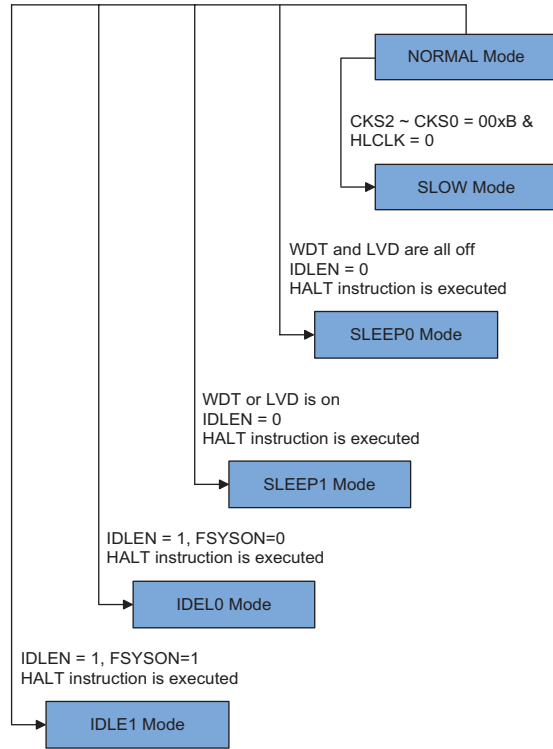 NORMAL Mode
CKS2 ~ CKS0 = 00xB &
HLCLK = 0
SLOW Mode
WDT and LVD are all off
IDLEN = 0
HALT instruction is executed
SLEEP0 Mode
WDT or LVD is on
IDLEN = 0
HALT instruction is executed
SLEEP1 Mode
IDLEN = 1, FSYSON=0
HALT instruction is executed
IDEL0 Mode
IDLEN = 1, FSYSON=1
HALT instruction is executed
IDLE1 Mode